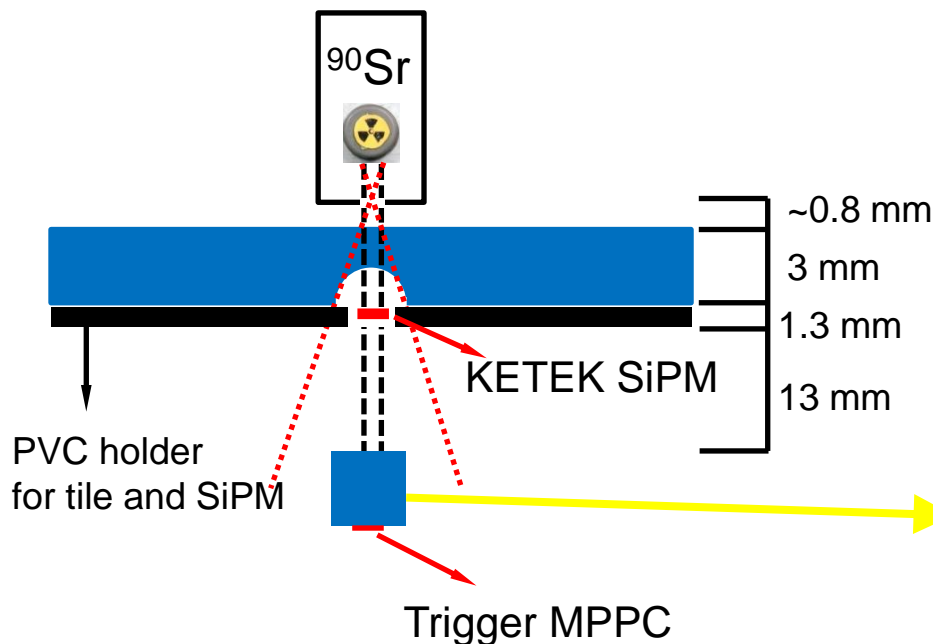 ⁹⁰Sr
~0.8 mm
3 mm
1.3 mm
KETEK SiPM
13 mm
PVC holder
for tile and SiPM
Trigger MPPC